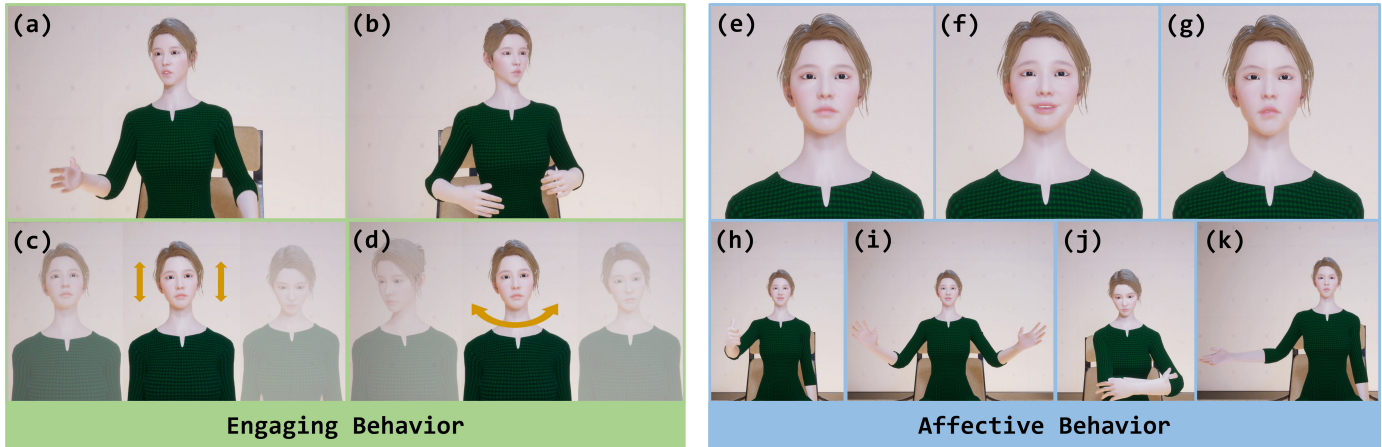 (a)
(b)
(c)
(d)
Engaging Behavior
(e)
(f)
(g)
(h)
(i)
(j)
(k)
Affective Behavior